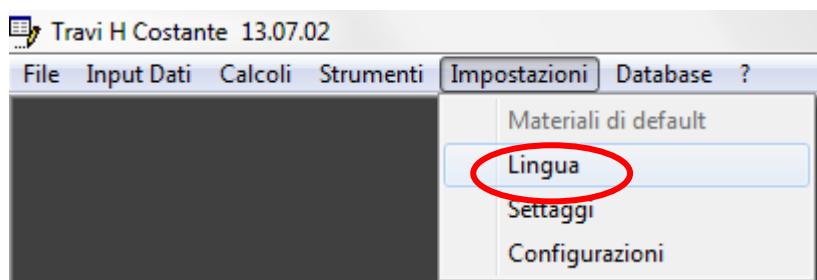 Travi H Costante 13.07.02
File Input Dati Calcoli Strumenti Impostazioni Database ?
Materiali di default
Lingua
Settaggi
Configurazioni